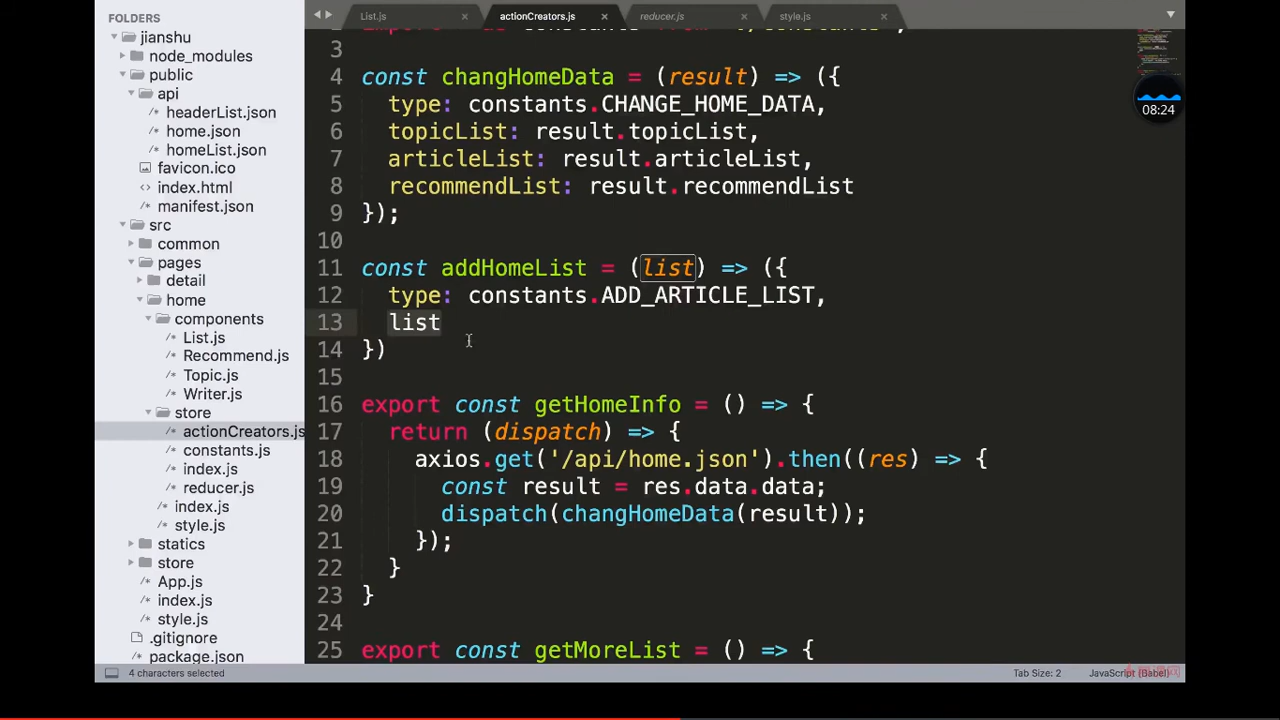 FOLDERS
jianshu
node_modules
public
api
headerList.json
home.json
homeList.json
favicon.ico
index.html
manifest.json
src
common
pages
detail
home
components
List.js
Recommend.js
Topic.js
Writer.js
store
actionCreators.js
constants.js
index.js
reducer.js
index.js
style.js
statics
store
App.js
index.js
style.js
.gitignore
package.json
List.js × actionCreators.js × reducer.js × style.js ×
08:24
3
4 const changHomeData = (result) => ({
5 type: constants.CHANGE_HOME_DATA,
6 topicList: result.topicList,
7 articleList: result.articleList,
8 recommendList: result.recommendList
9 });
10
11 const addHomeList = (list) => ({
12 type: constants.ADD_ARTICLE_LIST,
13 list
14 })
15
16 export const getHomeInfo = () => {
17 return (dispatch) => {
18 axios.get('/api/home.json').then((res) => {
19 const result = res.data.data;
20 dispatch(changHomeData(result));
21 });
22 }
23 }
24
25 export const getMoreList = () => {
4 characters selected
Tab Size: 2
JavaScript (Babel)